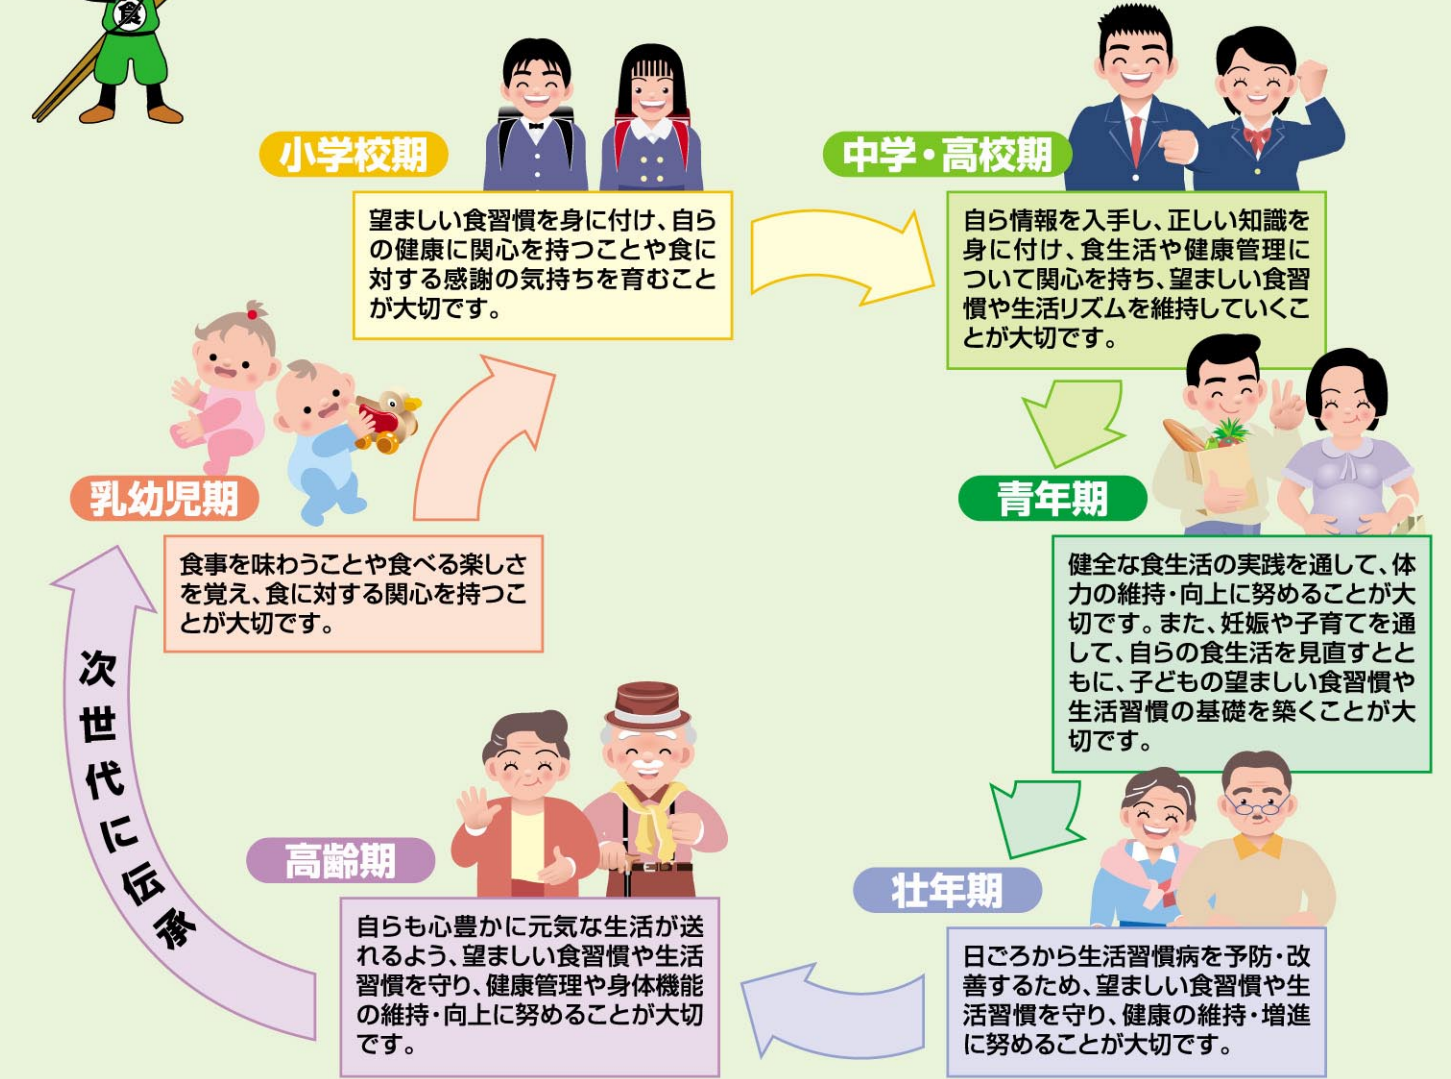 食
小学校期
望ましい食習慣を身に付け、自ら
の健康に関心を持つことや食に
対する感謝の気持ちを育むこと
が大切です。
中学・高校期
自ら情報を入手し、正しい知識を
身に付け、食生活や健康管理に
ついて関心を持ち、望ましい食習
慣や生活リズムを維持していくこ
とが大切です。
青年期
健全な食生活の実践を通して、体
力の維持・向上に努めることが大
切です。また、妊娠や子育てを通
して、自らの食生活を見直すとと
もに、子どもの望ましい食習慣や
生活習慣の基礎を築くことが大
切です。
壮年期
日ごろから生活習慣病を予防・改
善するため、望ましい食習慣や生
活習慣を守り、健康の維持・増進
に努めることが大切です。
高齢期
自らも心豊かに元気な生活が送
れるよう、望ましい食習慣や生活
習慣を守り、健康管理や身体機能
の維持・向上に努めることが大切
です。
次世代に伝承
乳幼児期
食事を味わうことや食べる楽しさ
を覚え、食に対する関心を持つこ
とが大切です。